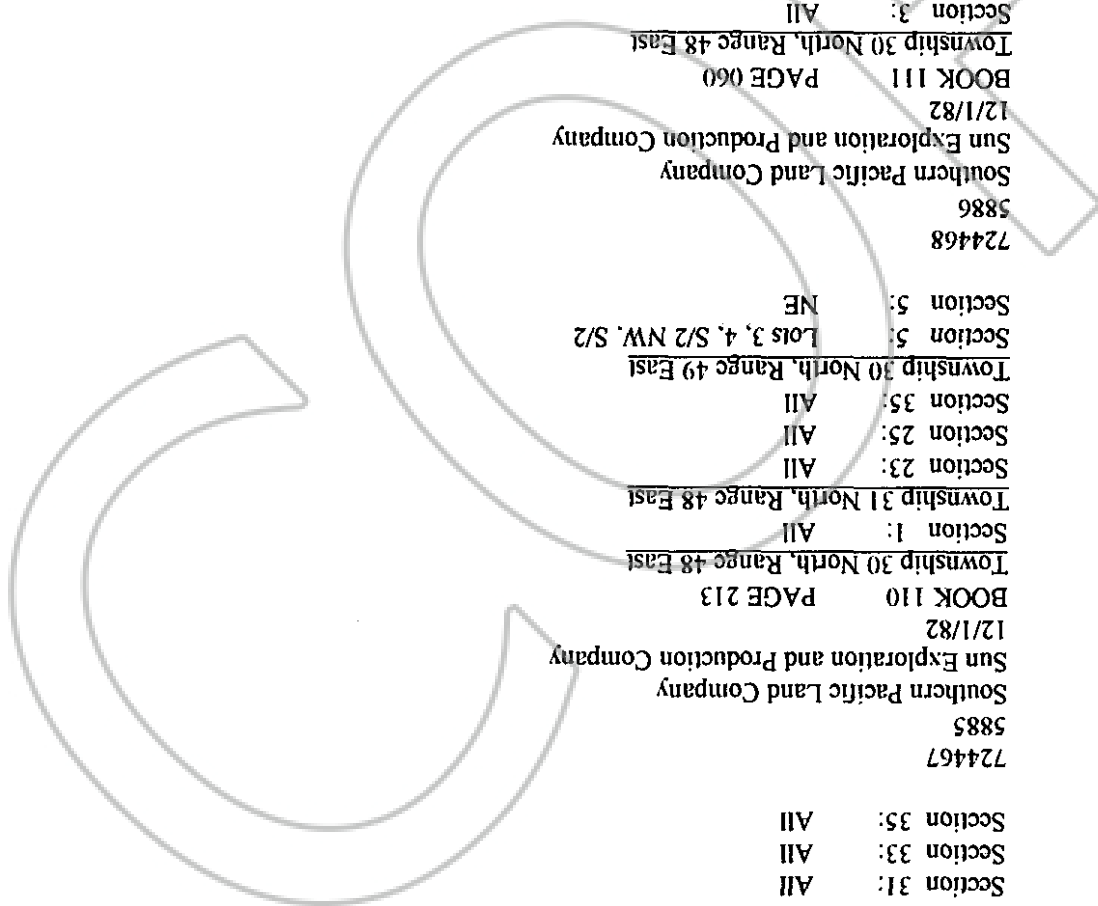 Section 31: All
Section 33: All
Section 35: All
724467
5885
Southern Pacific Land Company
Sun Exploration and Production Company
12/1/82
BOOK 110 PAGE 213
Township 30 North, Range 48 East
Section 1: All
Township 31 North, Range 48 East
Section 23: All
Section 25: All
Section 35: All
Township 30 North, Range 49 East
Section 5: Lots 3, 4, S/2 NW, S/2
Section 5: NE
724468
5886
Southern Pacific Land Company
Sun Exploration and Production Company
12/1/82
BOOK 111 PAGE 060
Township 30 North, Range 48 East
Section 3: All